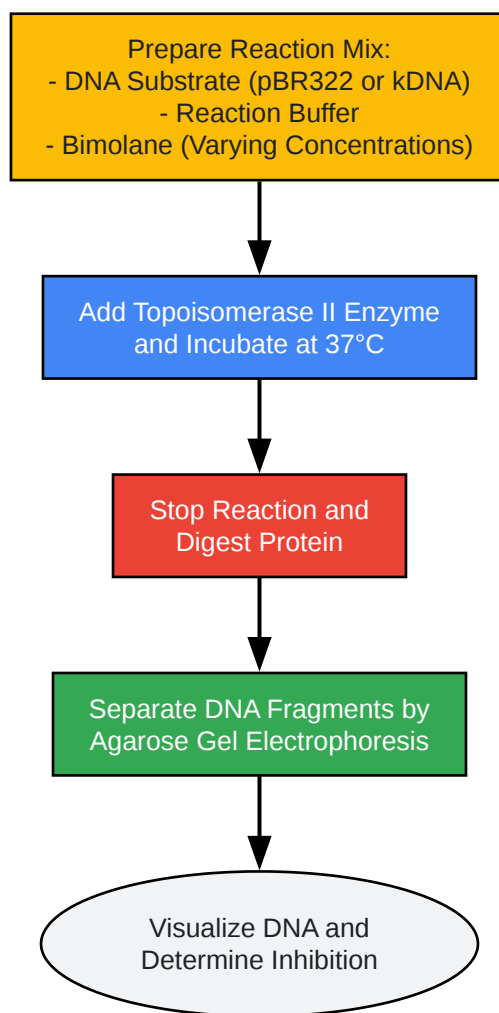 Prepare Reaction Mix:
- DNA Substrate (pBR322 or kDNA)
- Reaction Buffer
- Bimolane (Varying Concentrations)
Add Topoisomerase II Enzyme
and Incubate at 37°C
Stop Reaction and
Digest Protein
Separate DNA Fragments by
Agarose Gel Electrophoresis
Visualize DNA and
Determine Inhibition